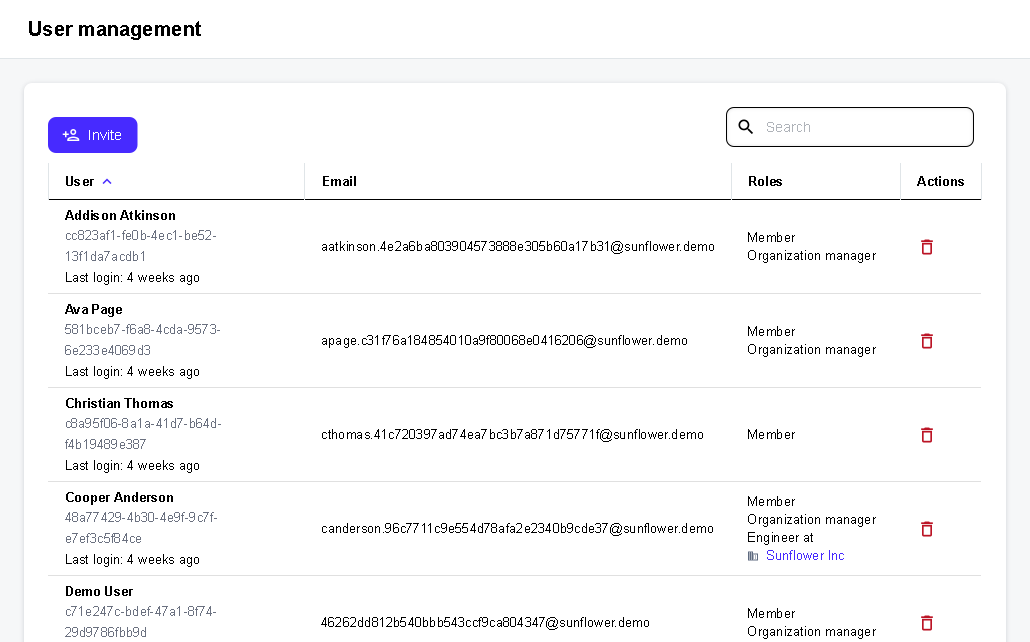 User management
Invite
Search
User
Email
Roles
Actions
Addison Atkinson
cc823af1-fe0b-4ec1-be52-
13f1da7acdb1
Last login: 4 weeks ago
aatkinson.4e2a6ba803904573888e305b60a17b31@sunflower.demo
Member
Organization manager
Ava Page
581bceb7-f6a8-4cda-9573-
6e233e4069d3
Last login: 4 weeks ago
apage.c31f76a184854010a9f80068e0416206@sunflower.demo
Member
Organization manager
Christian Thomas
c8a95f06-8a1a-41d7-b64d-
f4b19489e387
Last login: 4 weeks ago
cthomas.41c720397ad74ea7bc3b7a871d75771f@sunflower.demo
Member
Cooper Anderson
48a77429-4b30-4e9f-9c7f-
e7ef3c5f84ce
Last login: 4 weeks ago
canderson.96c7711c9e554d78afa2e2340b9cde37@sunflower.demo
Member
Organization manager
Engineer at
Sunflower Inc
Demo User
c71e247c-bdef-47a1-8f74-
29d9786fbb9d
46262dd812b540bbb543ccf9ca804347@sunflower.demo
Member
Organization manager